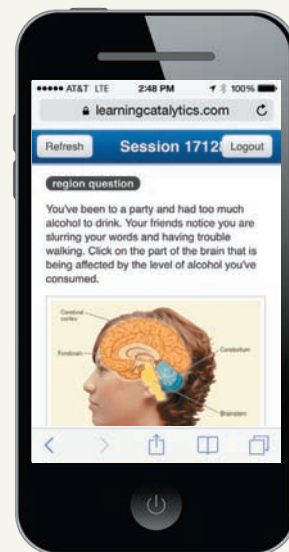 AT&T LTE 2:48 PM 100%
learningcatalytics.com
Refresh Session 1712 Logout
region question
You've been to a party and had too much
alcohol to drink. Your friends notice you are
slurring your words and having trouble
walking. Click on the part of the brain that is
being affected by the level of alcohol you've
consumed.
Cerebral
cortex
Forebrain
Cerebellum
Brainstem